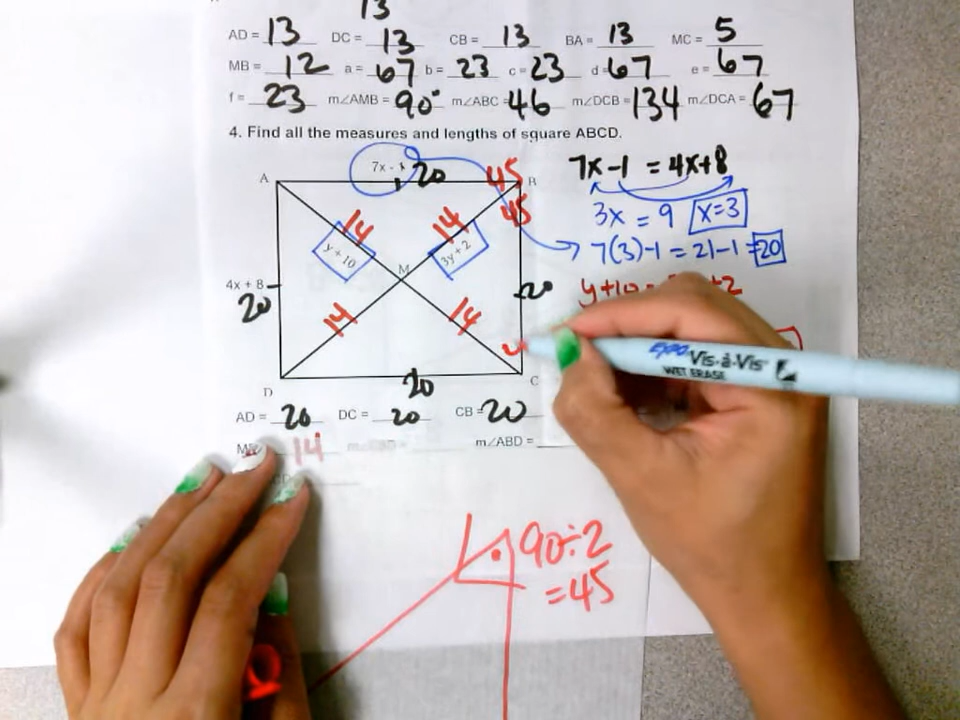 13
AD = 13 DC = 13 CB = 13 BA = 13 MC = 5
MB = 12 a = 67 b = 23 c = 23 d = 67 e = 67
f = 23 m∠AMB = 90° m∠ABC = 46 m∠DCB = 134 m∠DCA = 67
4. Find all the measures and lengths of square ABCD.
7x - 1 = 4x + 8
7x - 20 45
A B
45
3x = 9 x = 3
14 14
y + 10 3y + 2
7(3) - 1 = 21 - 1 = 20
M
4x + 8
20
20
y + 10 + 2
14 14
20
D C
EXPO Vis-à-Vis
WET ERASE
AD = 20 DC = 20 CB = 20
14 m∠ABD =
90 ÷ 2
= 45